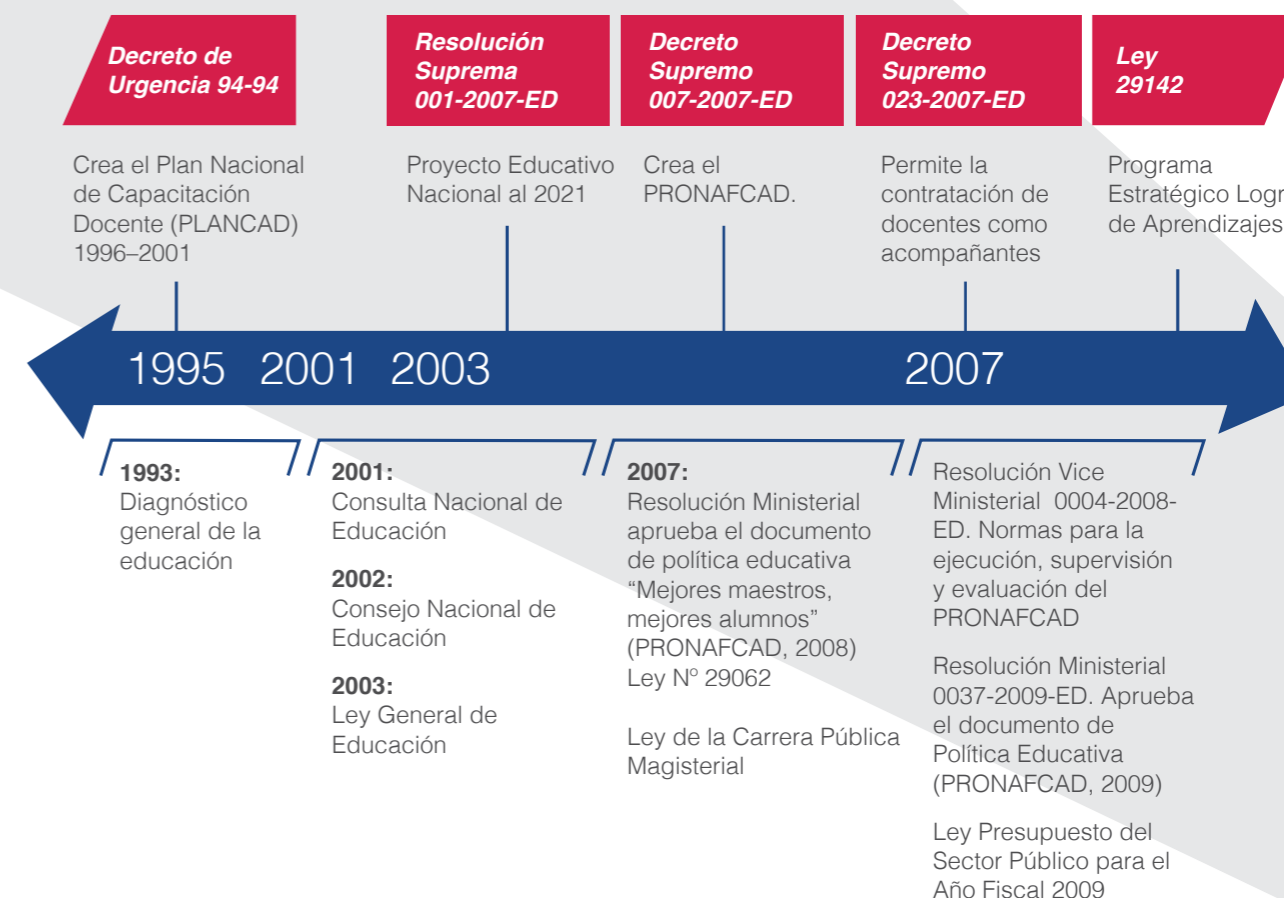 Decreto de
Urgencia 94-94
Resolución
Suprema
001-2007-ED
Decreto
Supremo
007-2007-ED
Decreto
Supremo
023-2007-ED
Ley
29142
Crea el Plan Nacional
de Capacitación
Docente (PLANCAD)
1996–2001
Proyecto Educativo
Nacional al 2021
Crea el
PRONAFCAD.
Permite la
contratación de
docentes como
acompañantes
Programa
Estratégico Logr
de Aprendizajes
1995 2001 2003 2007
1993:
Diagnóstico
general de la
educación
2001:
Consulta Nacional de
Educación
2002:
Consejo Nacional de
Educación
2003:
Ley General de
Educación
2007:
Resolución Ministerial
aprueba el documento
de política educativa
“Mejores maestros,
mejores alumnos”
(PRONAFCAD, 2008)
Ley Nº 29062
Ley de la Carrera Pública
Magisterial
Resolución Vice
Ministerial 0004-2008-
ED. Normas para la
ejecución, supervisión
y evaluación del
PRONAFCAD
Resolución Ministerial
0037-2009-ED. Aprueba
el documento de
Política Educativa
(PRONAFCAD, 2009)
Ley Presupuesto del
Sector Público para el
Año Fiscal 2009